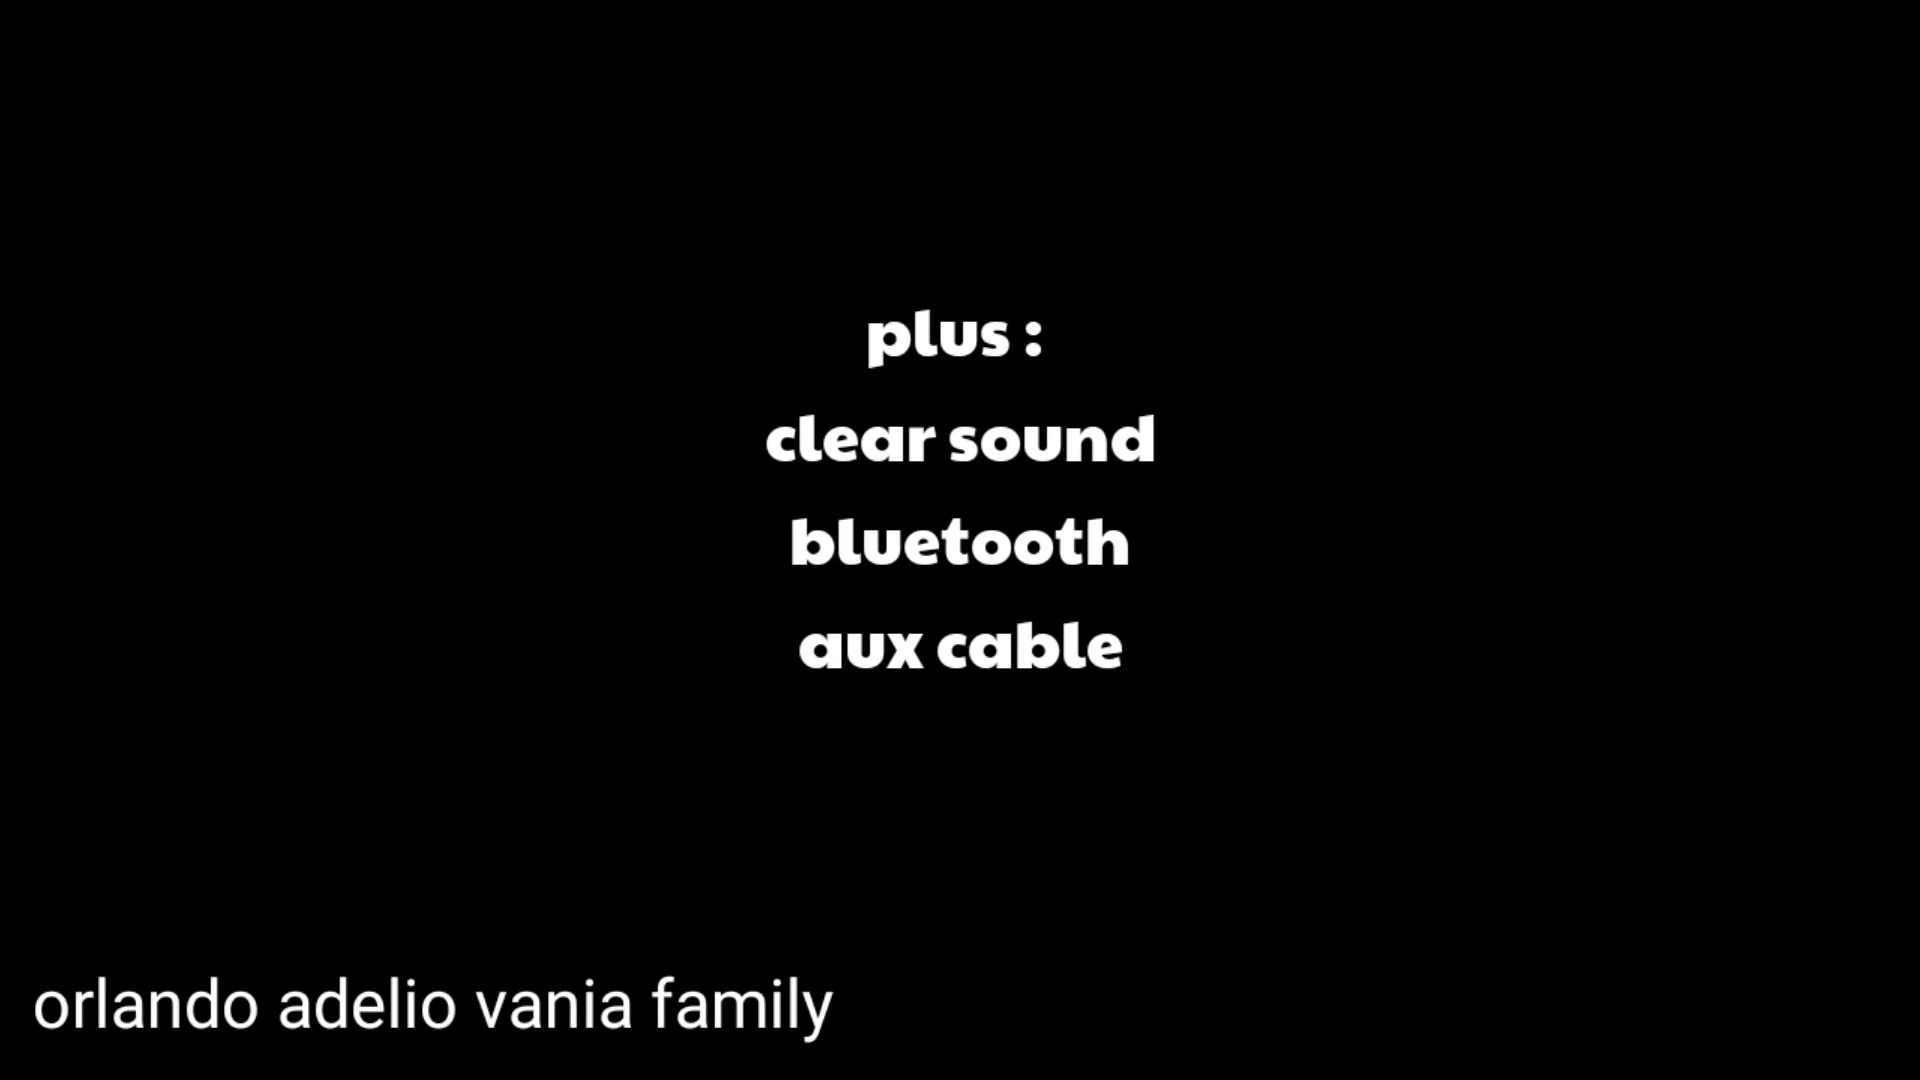 plus :
clear sound
bluetooth
aux cable
orlando adelio vania family